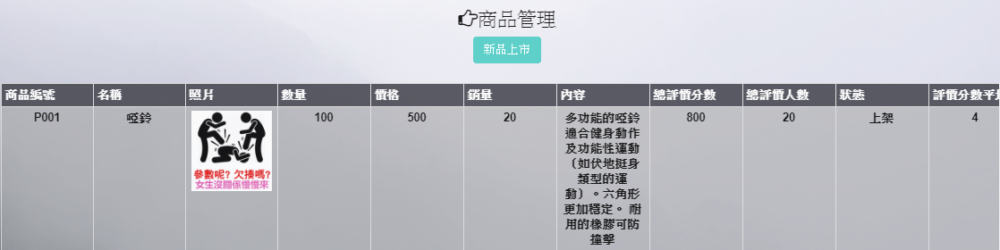 商品管理
新品上市
商品編號 名稱 照片 數量 價格 銷量 內容 總評價分數 總評價人數 狀態 評價分數平均
P001 啞鈴 100 500 20 800 20 上架 4
多功能的啞鈴
適合健身動作
及功能性運動
（如伏地挺身
類型的運
動）。六角形
更加穩定。 耐
用的橡膠可防
撞擊
參數呢? 欠揍嗎?
女生沒關係慢慢來